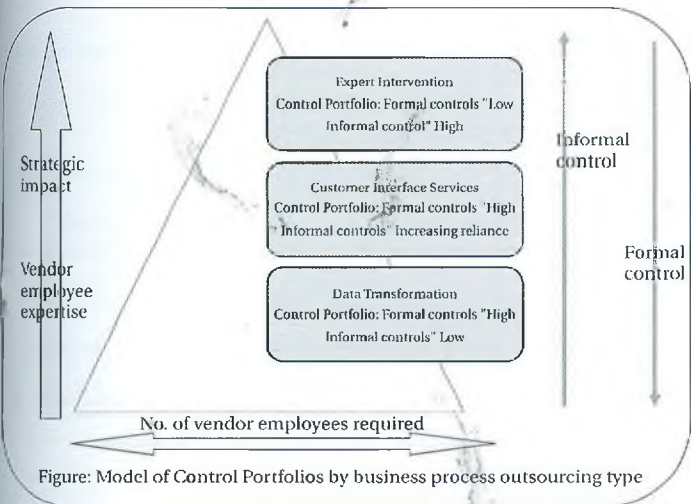 Expert Intervention
Control Portfolio: Formal controls "Low
Informal control" High
Strategic
impact
Informal
control
Customer Interface Services
Control Portfolio: Formal controls "High
Informal controls" Increasing reliance
Vendor
employee
expertise
Formal
control
Data Transformation
Control Portfolio: Formal controls "High
Informal controls" Low
No. of vendor employees required
Figure: Model of Control Portfolios by business process outsourcing type